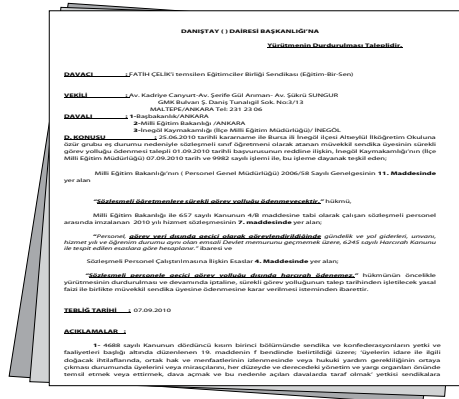 DANIŞTAY ( ) DAİRESİ BAŞKANLIĞI'NA
Yürütmenin Durdurulması Taleplidir.
DAVACI : FATİH ÇELİK'i temsilen Eğitimciler Birliği Sendikası (Eğitim-Bir-Sen)
VEKİLİ : Av. Kadriye Canyurt-Av. Şerife Gül Arıman- Av. Şükrü SUNGUR
GMK Bulvarı Ş. Daniş Tunalıgil Sok. No:3/13
MALTEPE/ANKARA Tel: 231 23 06
DAVALI : 1-Başbakanlık/ANKARA
2-Milli Eğitim Bakanlığı /ANKARA
3-İnegöl Kaymakamlığı (İlçe Milli Eğitim Müdürlüğü)/ İNEGÖL
D. KONUSU : 25.06.2010 tarihli kararname ile Bursa ili İnegöl ilçesi Alteylül İlköğretim Okuluna
özür grubu eş durumu nedeniyle sözleşmeli sınıf öğretmeni olarak atanan müvekkil sendika üyesinin sürekli
görev yolluğu ödenmesi talepli 01.09.2010 tarihli başvurusunun reddine ilişkin, İnegöl Kaymakamlığı'nın (İlçe
Milli Eğitim Müdürlüğü) 07.09.2010 tarih ve 9982 sayılı işlemi ile, bu işleme dayanak teşkil eden;
Milli Eğitim Bakanlığı'nın ( Personel Genel Müdürlüğü) 2006/58 Sayılı Genelgesinin 11. Maddesinde
yer alan
"Sözleşmeli öğretmenlere sürekli görev yolluğu ödenmeyecektir." hükmü,
Milli Eğitim Bakanlığı ile 657 sayılı Kanunun 4/B maddesine tabi olarak çalışan sözleşmeli personel
arasında imzalanan 2010 yılı hizmet sözleşmesinin 7. maddesinde yer alan;
"Personel, görev yeri dışında geçici olarak görevlendirildiğinde gündelik ve yol giderleri, unvanı,
hizmet yılı ve öğrenim durumu aynı olan emsali Devlet memurunu geçmemek üzere, 6245 sayılı Harcırah Kanunu
ile tespit edilen esaslara göre hesaplanır." ibaresi ve
Sözleşmeli Personel Çalıştırmasına İlişkin Esaslar 4. Maddesinde yer alan;
"Sözleşmeli personele geçici görev yolluğu dışında harcırah ödenemez." hükmünün öncelikle
yürütmesinin durdurulması ve devamında iptaline, sürekli görev yolluğunun talep tarihinden işletilecek yasal
faizi ile birlikte müvekkil sendika üyesine ödenmesine karar verilmesi isteminden ibarettir.
TEBLİĞ TARİHİ : 07.09.2010
AÇIKLAMALAR :
1- 4688 sayılı Kanunun dördüncü kısım birinci bölümünde sendika ve konfederasyonların yetki ve
faaliyetleri başlığı altında düzenlenen 19. maddenin f bendinde belirtildiği üzere; 'üyelerin idare ile ilgili
doğacak ihtilaflarında, ortak hak ve menfaatlerinin izlenmesinde veya hukuki yardım gerekliliğinin ortaya
çıkması durumunda üyelerini veya mirasçılarını, her düzeyde ve derecedeki yönetim ve yargı organları önünde
temsil etmek veya ettirmek, dava açmak ve bu nedenle açılan davalarda taraf olmak' yetkisi sendikalara